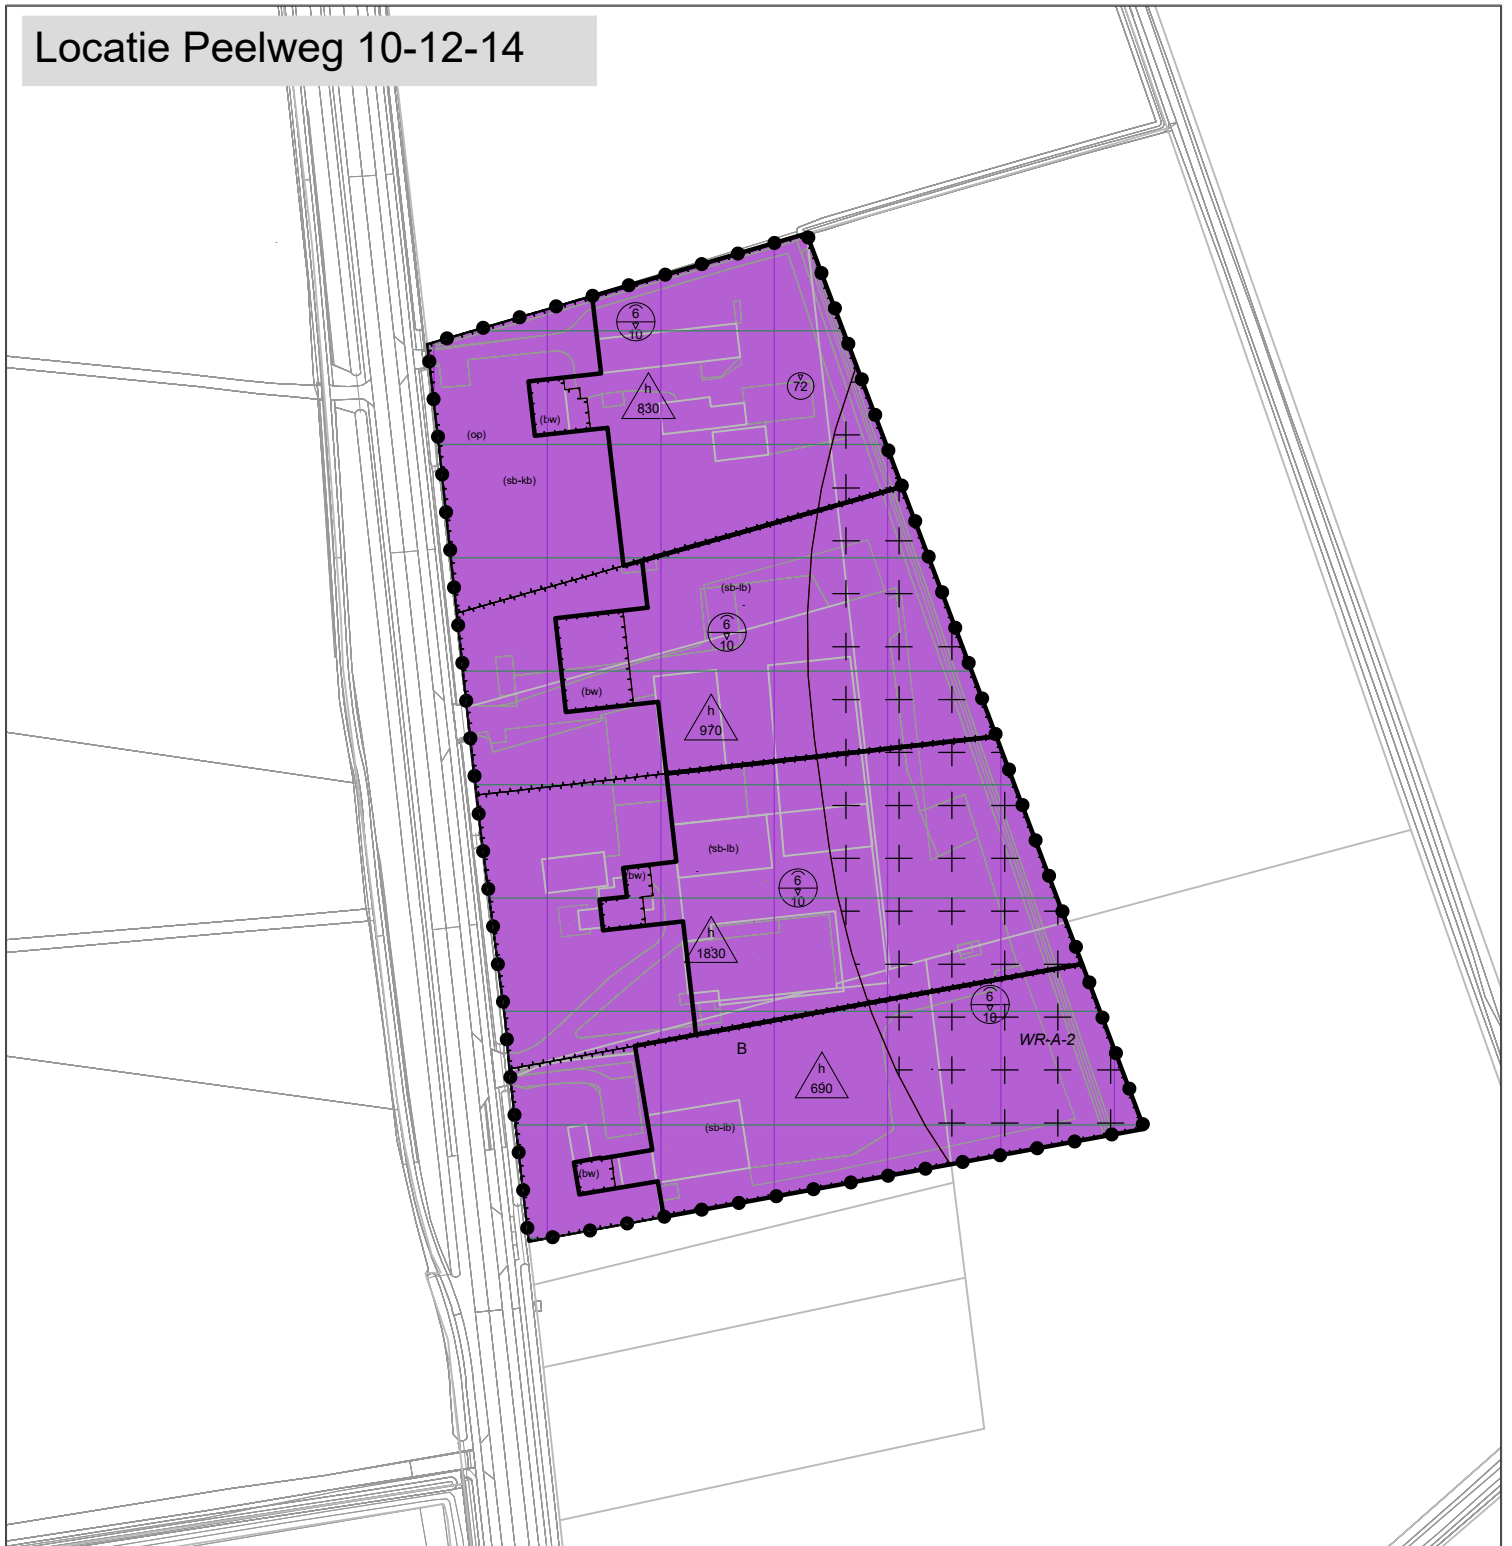 Locatie Peelweg 10-12-14
6
10
h
830
72
(bw)
(op)
(sb-kb)
(sb-lb)
6
10
(bw)
h
970
(sb-lb)
(bw)
6
10
h
1830
6
10
WR-A-2
B
h
690
(sb-lb)
(bw)